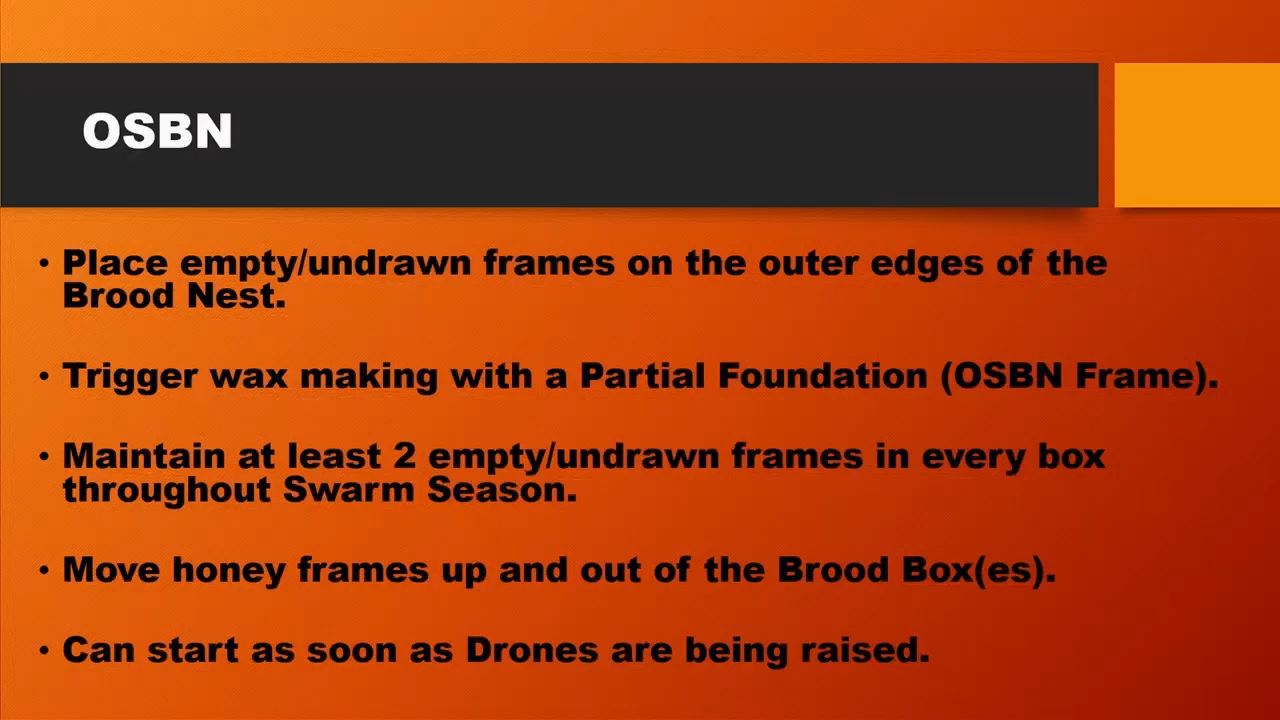 OSBN
• Place empty/undrawn frames on the outer edges of the
Brood Nest.
• Trigger wax making with a Partial Foundation (OSBN Frame).
• Maintain at least 2 empty/undrawn frames in every box
throughout Swarm Season.
• Move honey frames up and out of the Brood Box(es).
• Can start as soon as Drones are being raised.